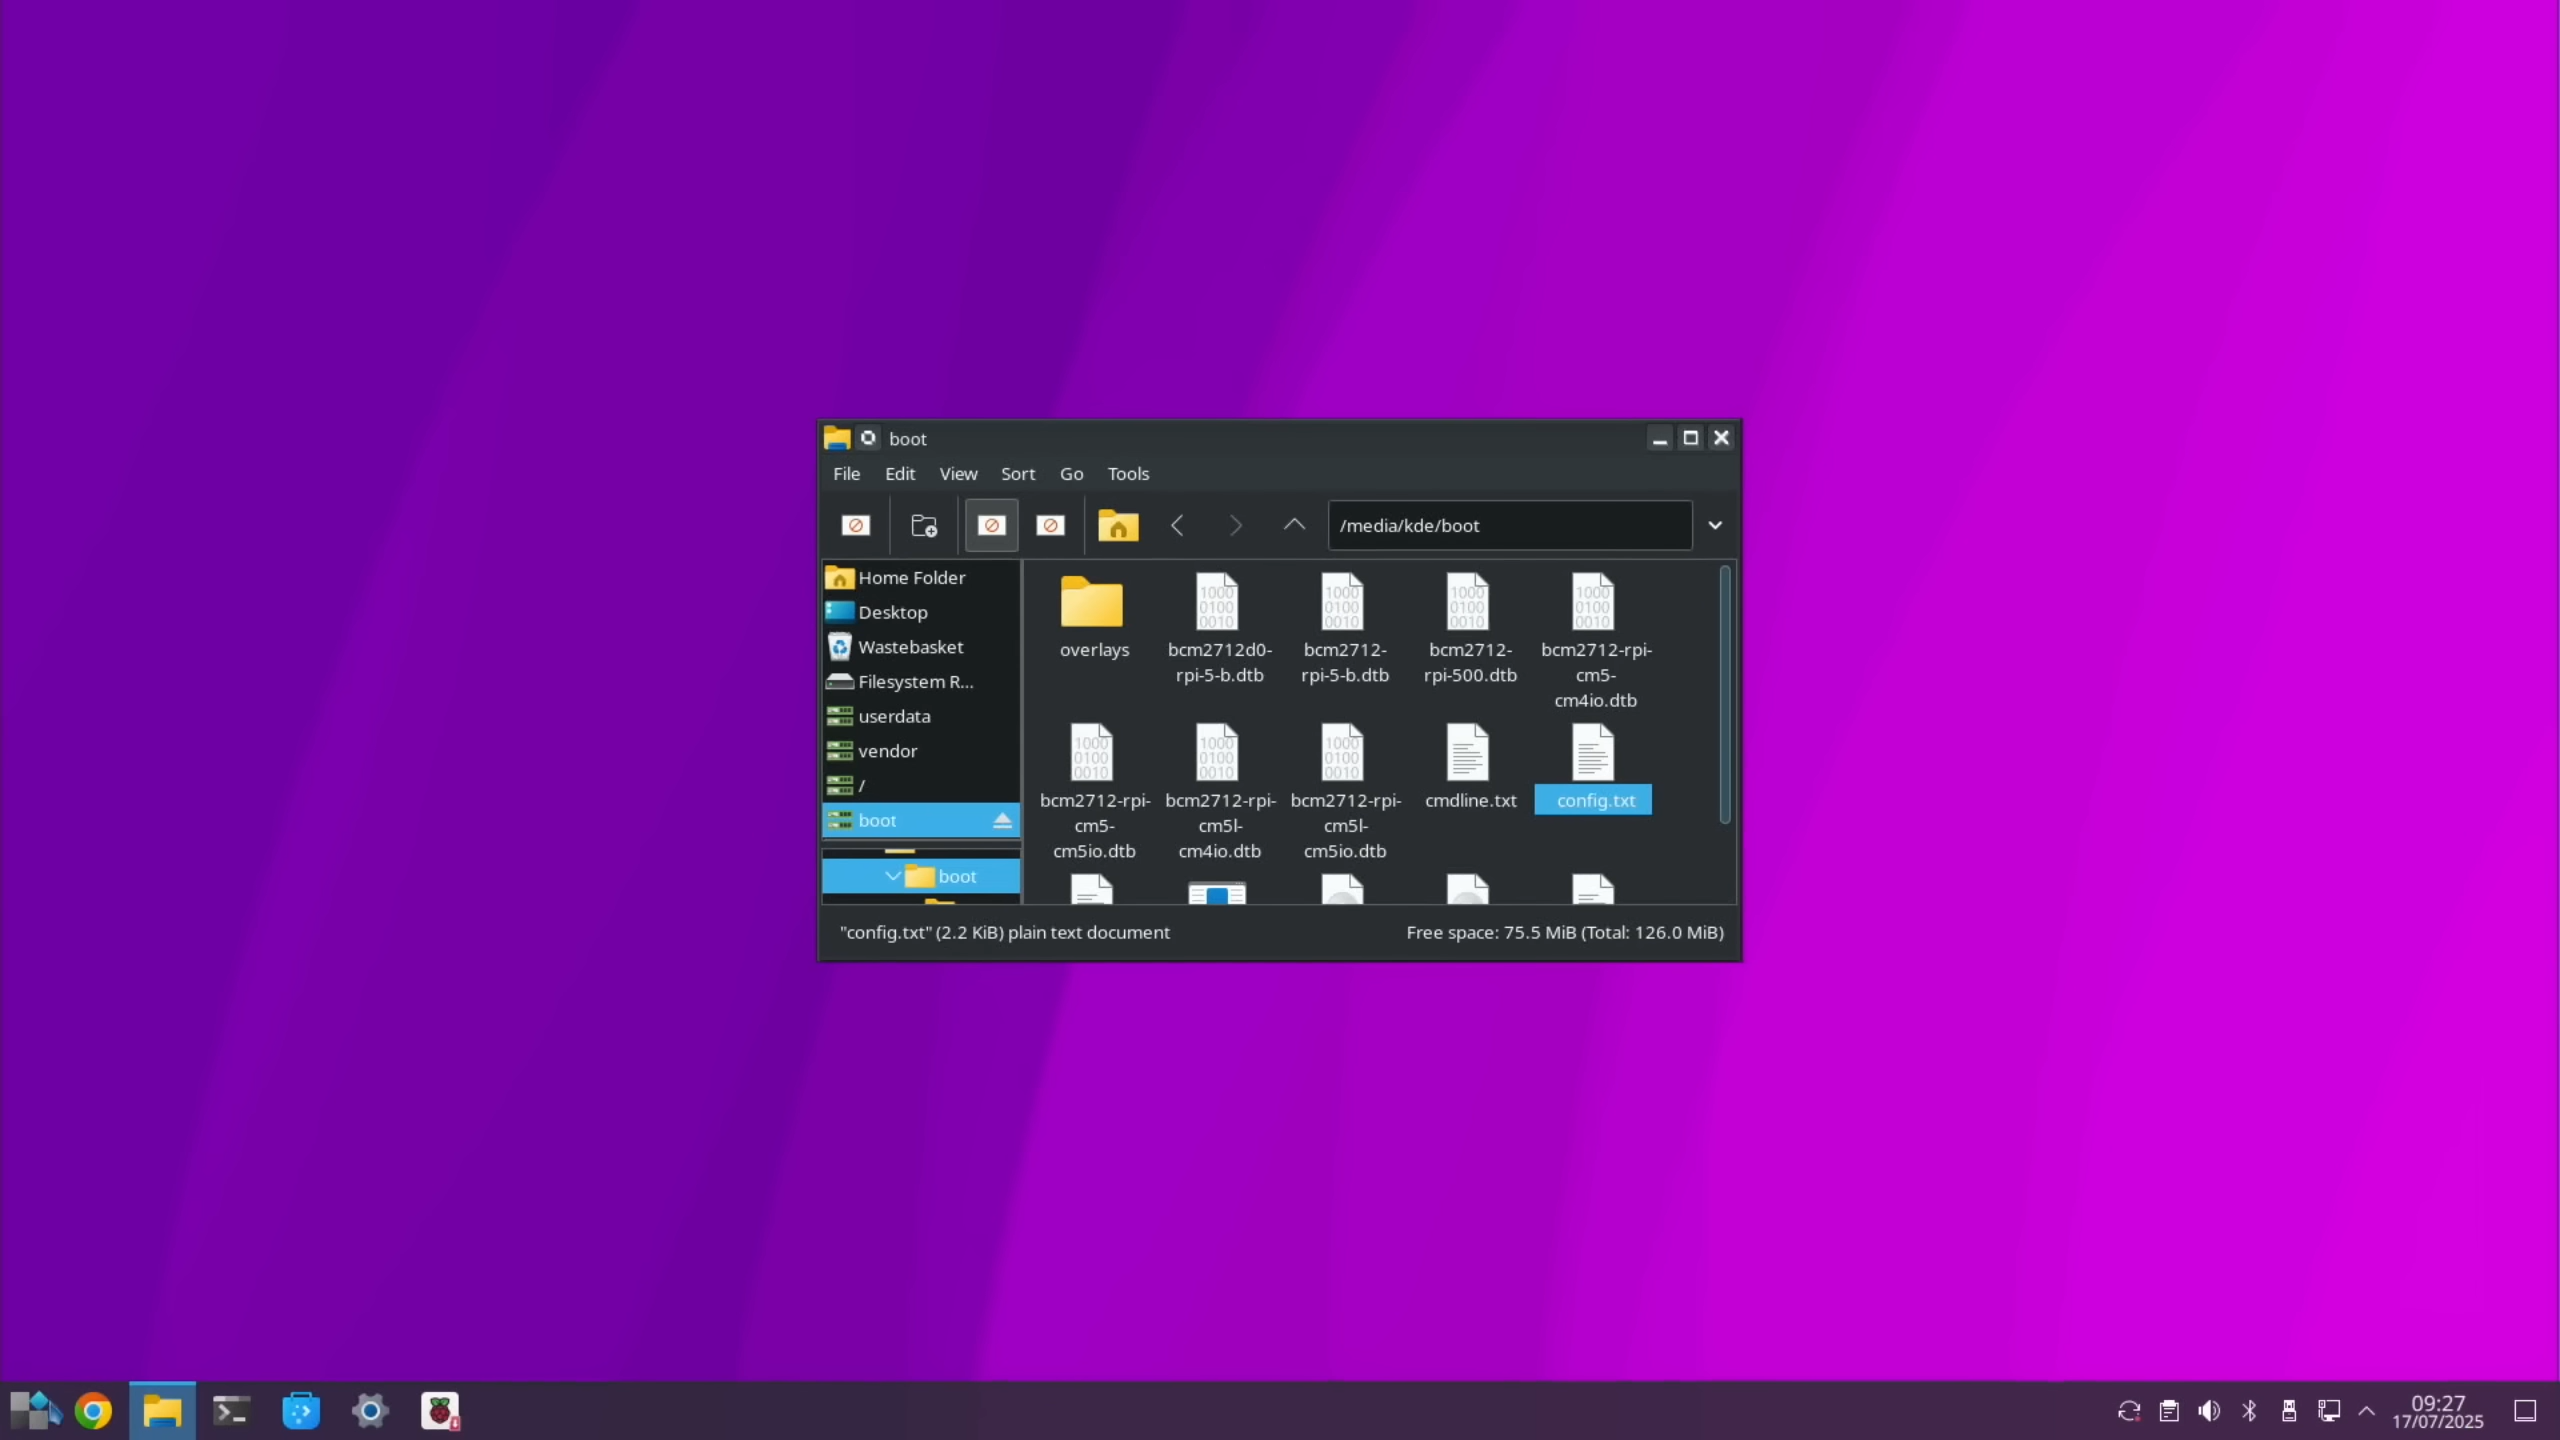 boot
File Edit View Sort Go Tools
/media/kde/boot
Home Folder
Desktop
Wastebasket
Filesystem R...
userdata
vendor
/
boot
boot
overlays
bcm2712d0-
rpi-5-b.dtb
bcm2712-
rpi-5-b.dtb
bcm2712-
rpi-500.dtb
bcm2712-rpi-
cm5-
cm4io.dtb
bcm2712-rpi-
cm5-
cm5io.dtb
bcm2712-rpi-
cm5l-
cm4io.dtb
bcm2712-rpi-
cm5l-
cm5io.dtb
cmdline.txt
config.txt
"config.txt" (2.2 KiB) plain text document
Free space: 75.5 MiB (Total: 126.0 MiB)
09:27
17/07/2025